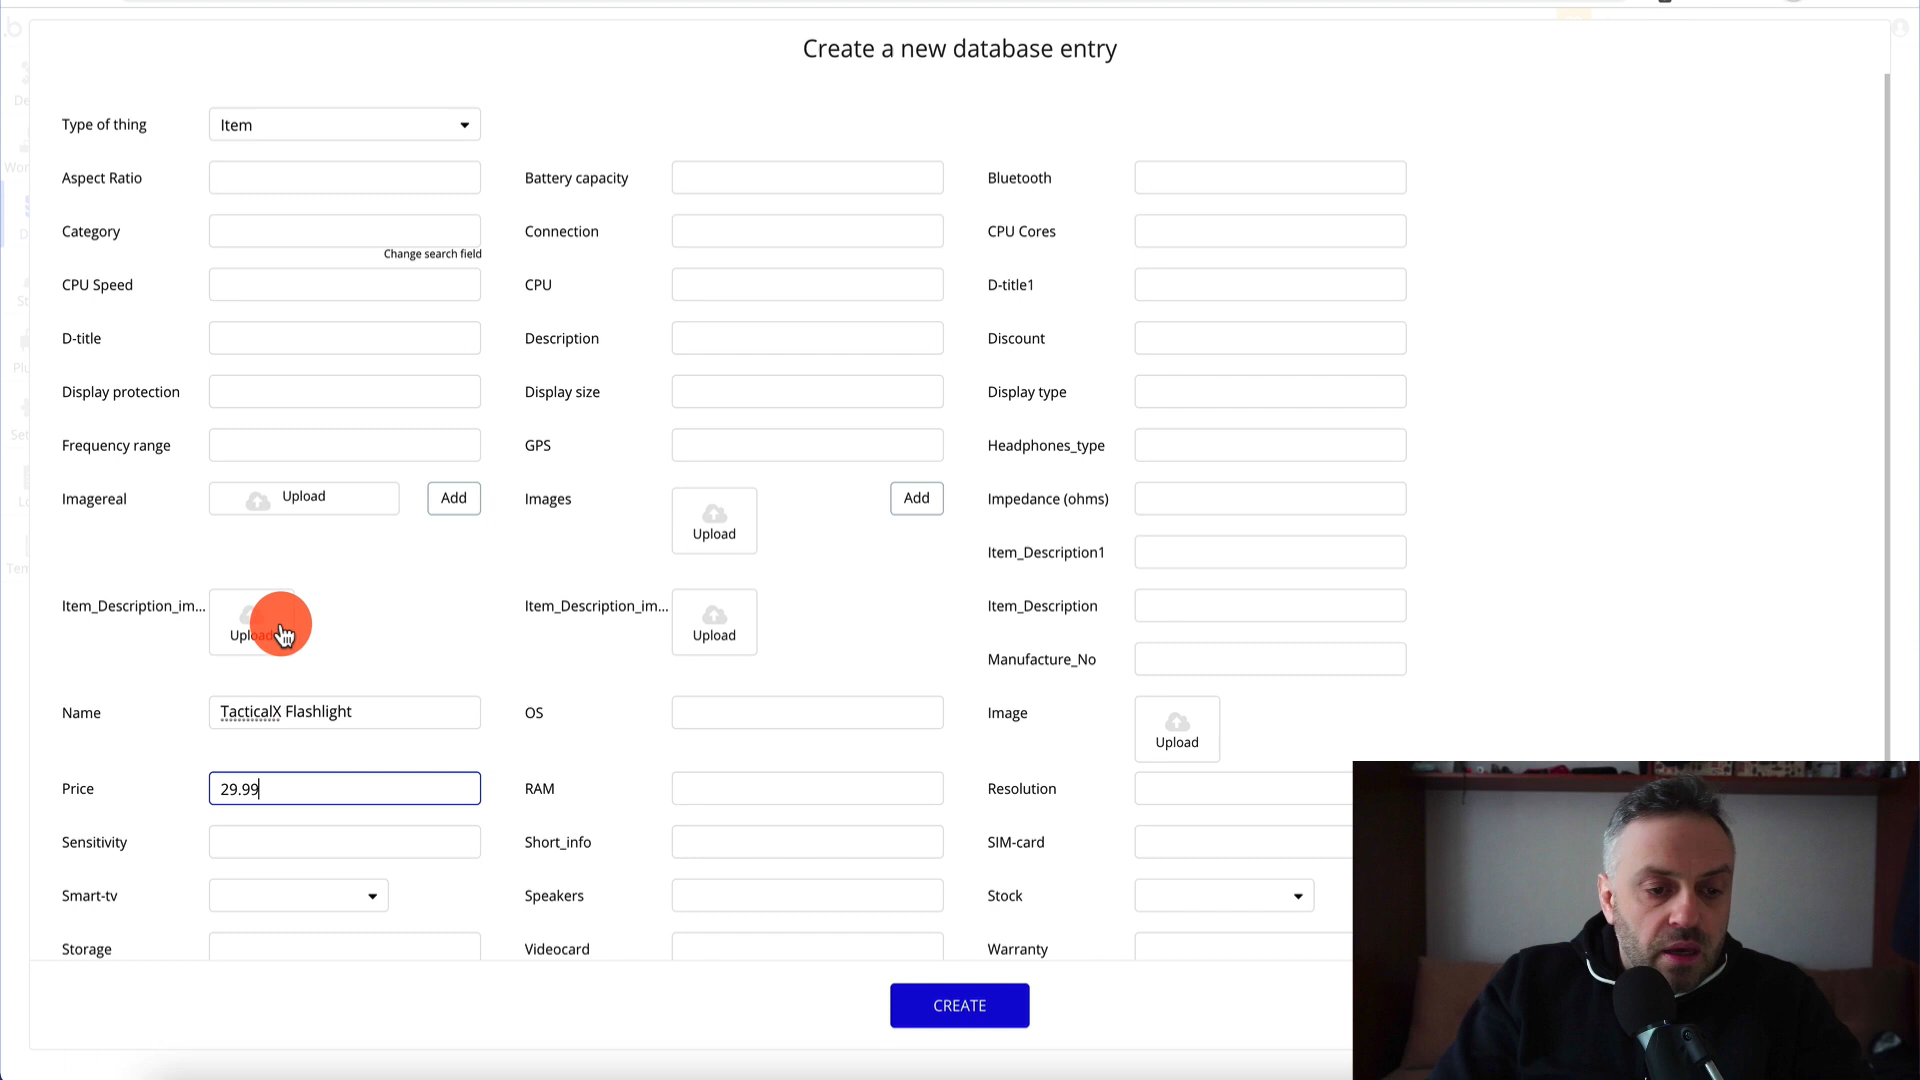 Create a new database entry
Type of thing Item
Aspect Ratio Battery capacity Bluetooth
Category Connection CPU Cores
Change search field
CPU Speed CPU D-title1
D-title Description Discount
Display protection Display size Display type
Frequency range GPS Headphones_type
Imagereal Upload Add Images Upload Add Impedance (ohms)
Item_Description1
Item_Description_im... Upload Item_Description_im... Upload Item_Description
Manufacture_No
Name TacticalX Flashlight OS Image Upload
Price 29.99 RAM Resolution
Sensitivity Short_info SIM-card
Smart-tv Speakers Stock
Storage Videocard Warranty
CREATE